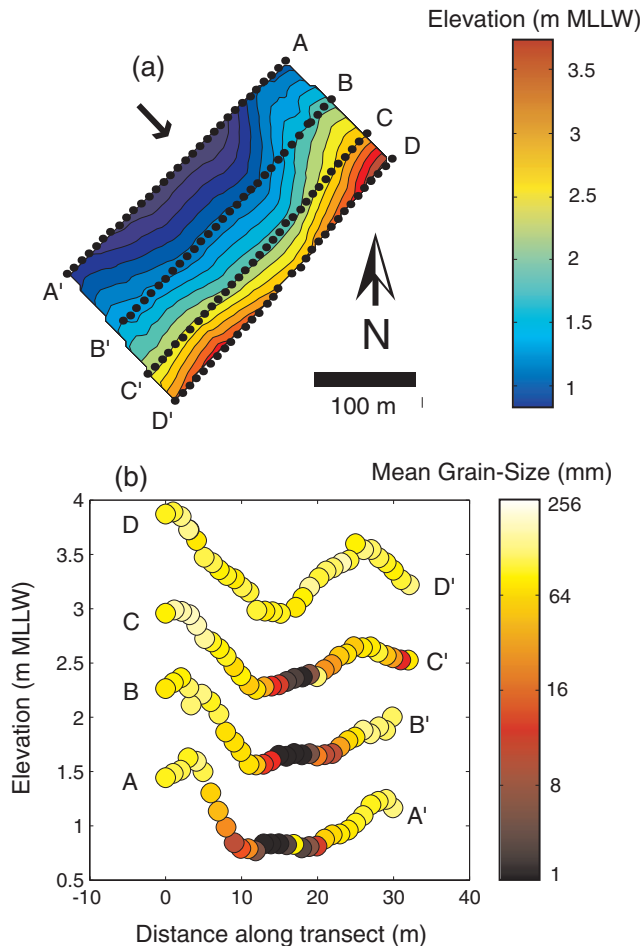 Elevation (m MLLW)
(a)
A
B
C
D
A'
B'
C'
D'
N
100 m
3.5
3
2.5
2
1.5
1
(b)
Mean Grain-Size (mm)
4
3.5
3
2.5
2
1.5
1
0.5
-10
0
10
20
30
40
Elevation (m MLLW)
Distance along transect (m)
D
D'
C
C'
B
B'
A
A'
256
64
16
8
1